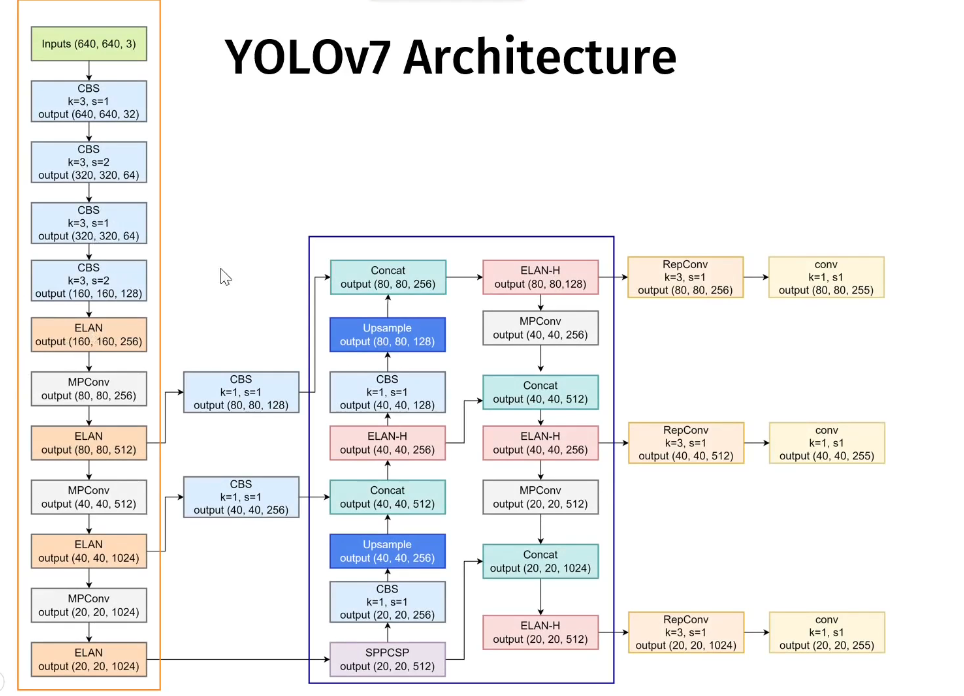 YOLOv7 Architecture
Inputs (640, 640, 3)
CBS
k=3, s=1
output (640, 640, 32)
CBS
k=3, s=2
output (320, 320, 64)
CBS
k=3, s=1
output (320, 320, 64)
CBS
k=3, s=2
output (160, 160, 128)
ELAN
output (160, 160, 256)
MPConv
output (80, 80, 256)
ELAN
output (80, 80, 512)
MPConv
output (40, 40, 512)
ELAN
output (40, 40, 1024)
MPConv
output (20, 20, 1024)
ELAN
output (20, 20, 1024)
CBS
k=1, s=1
output (80, 80, 128)
CBS
k=1, s=1
output (40, 40, 256)
Concat
output (80, 80, 256)
Upsample
output (80, 80, 128)
CBS
k=1, s=1
output (40, 40, 128)
ELAN-H
output (40, 40, 256)
Concat
output (40, 40, 512)
Upsample
output (40, 40, 256)
CBS
k=1, s=1
output (20, 20, 256)
SPPCSP
output (20, 20, 512)
ELAN-H
output (80, 80,128)
MPConv
output (40, 40, 256)
Concat
output (40, 40, 512)
ELAN-H
output (40, 40, 256)
MPConv
output (20, 20, 512)
Concat
output (20, 20, 1024)
ELAN-H
output (20, 20, 512)
RepConv
k=3, s=1
output (80, 80, 256)
conv
k=1, s1
output (80, 80, 255)
RepConv
k=3, s=1
output (40, 40, 512)
conv
k=1, s1
output (40, 40, 255)
RepConv
k=3, s=1
output (20, 20, 1024)
conv
k=1, s1
output (20, 20, 255)